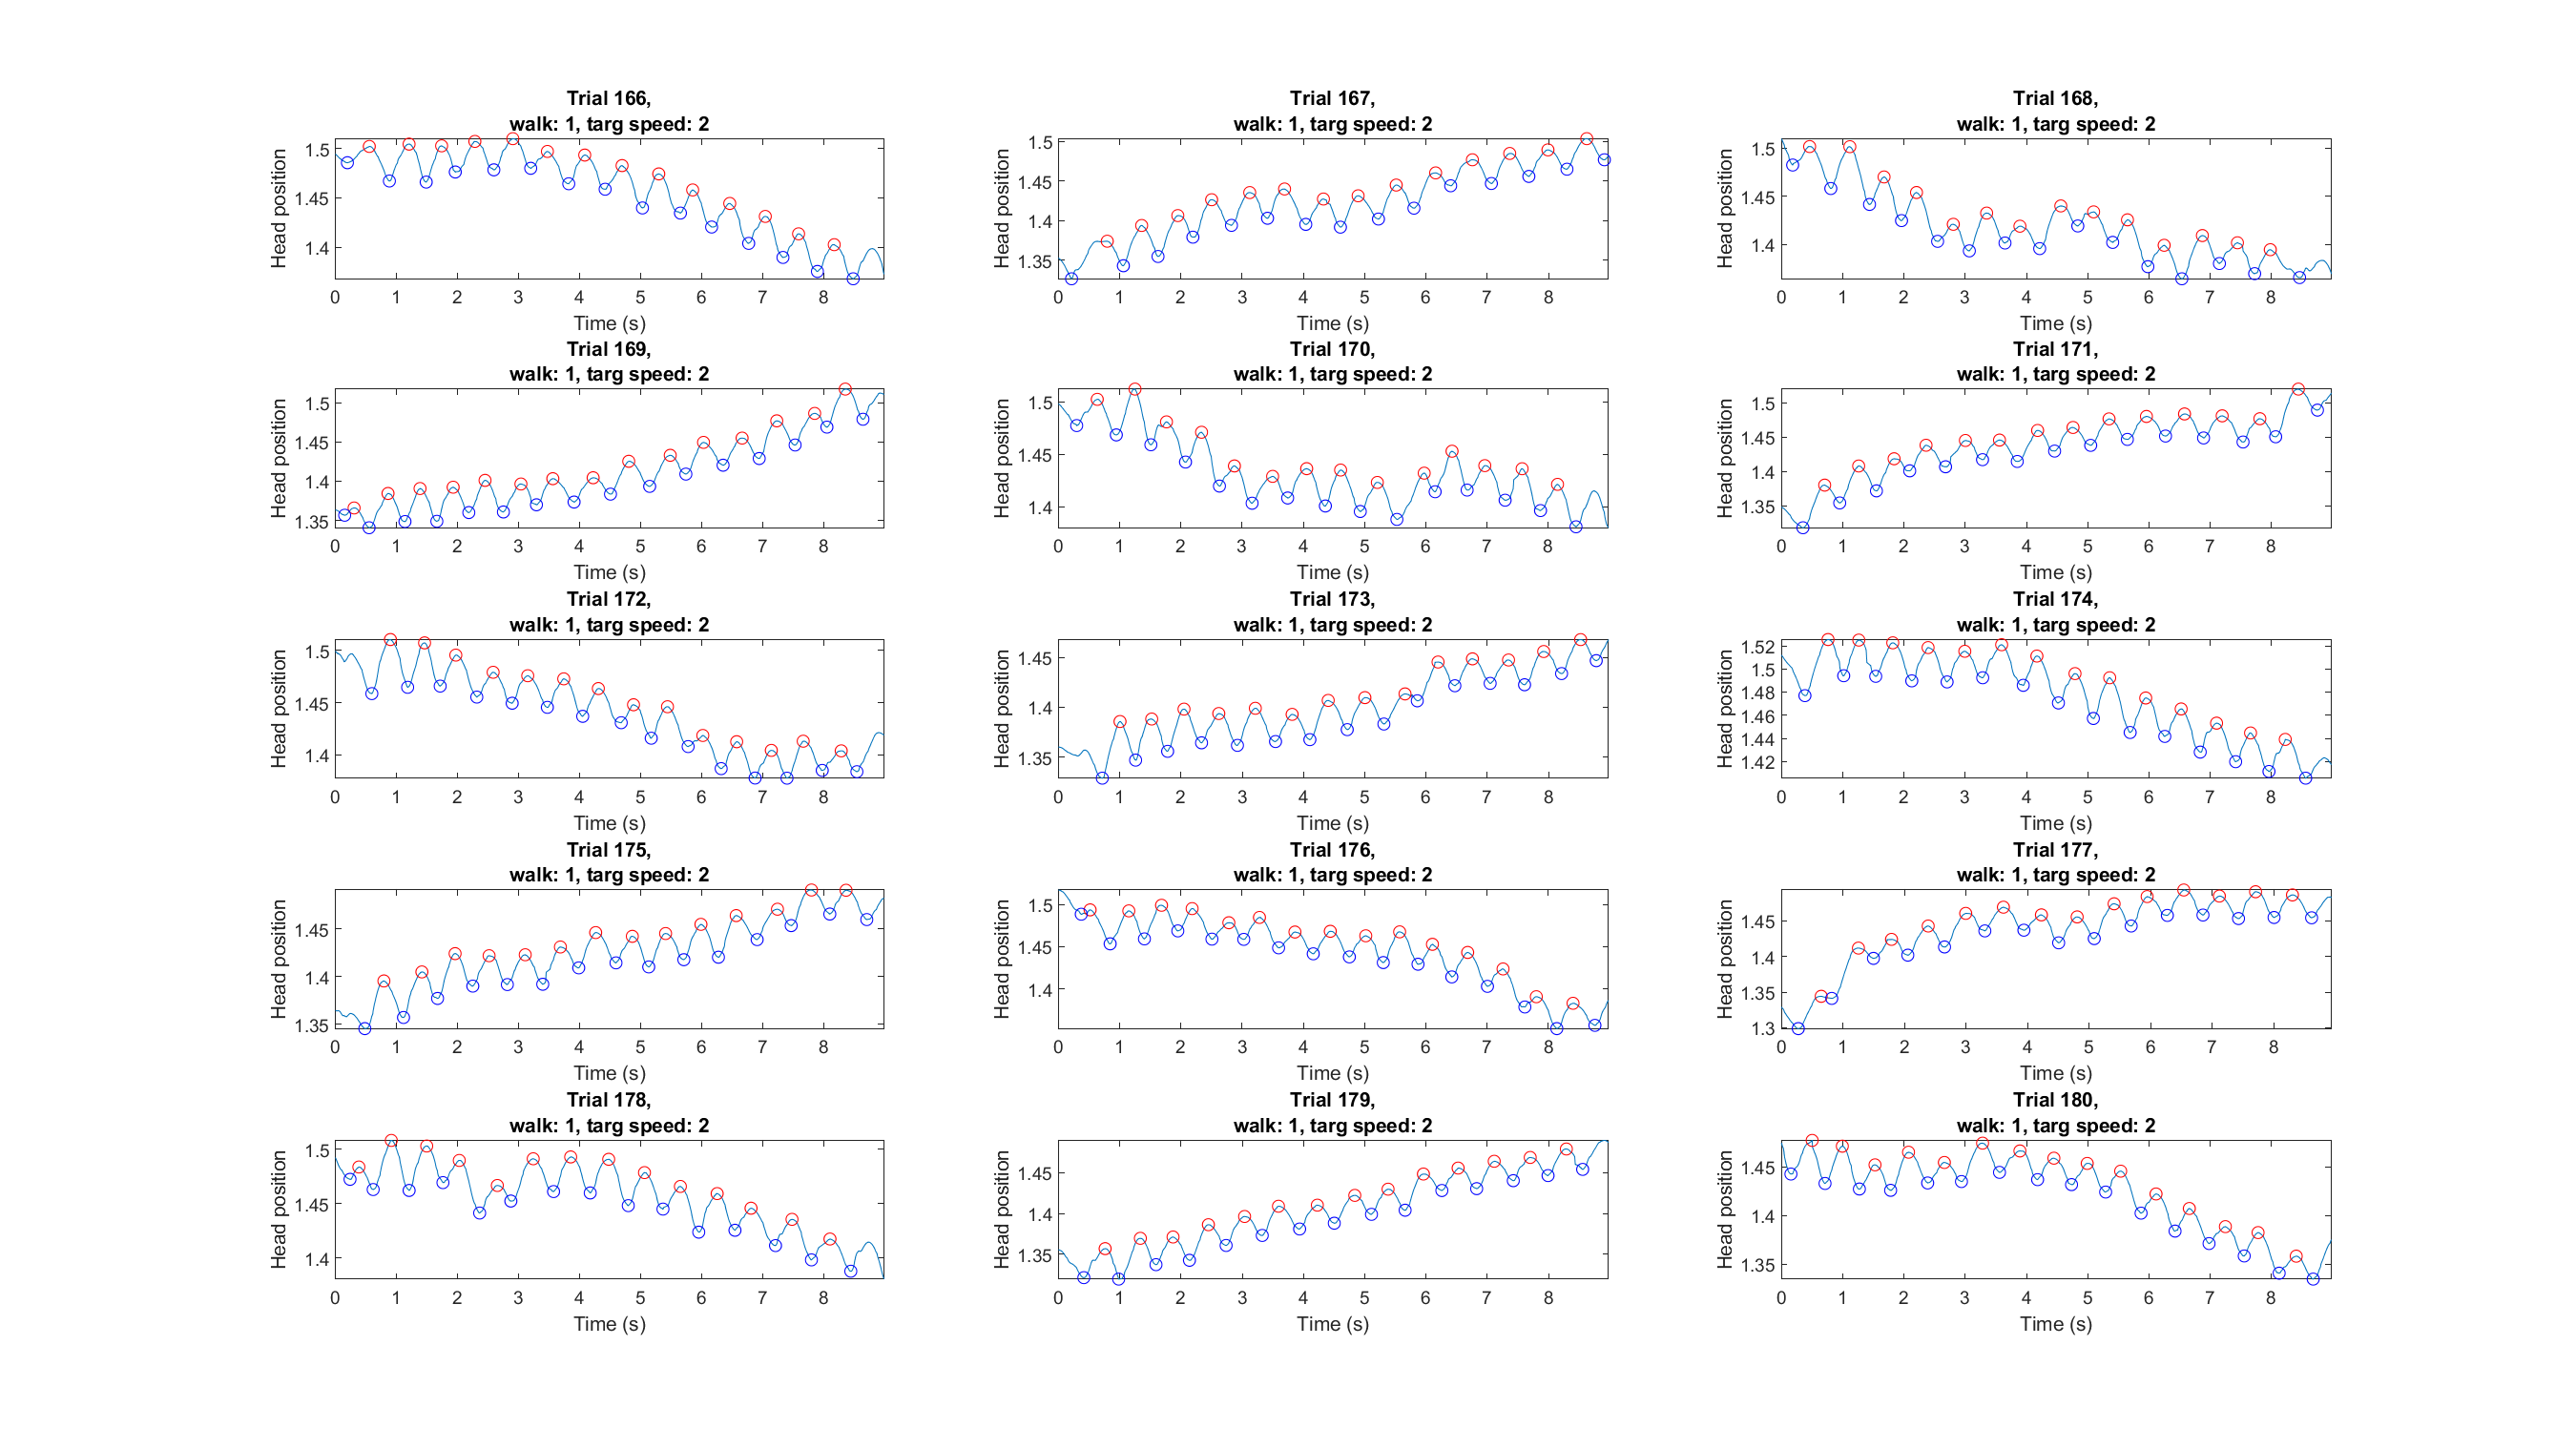 Trial 166,
walk: 1, targ speed: 2
Head position
1.5
1.45
1.4
0 1 2 3 4 5 6 7 8
Time (s)
Trial 167,
walk: 1, targ speed: 2
Head position
1.5
1.45
1.4
1.35
0 1 2 3 4 5 6 7 8
Time (s)
Trial 168,
walk: 1, targ speed: 2
Head position
1.5
1.45
1.4
0 1 2 3 4 5 6 7 8
Time (s)
Trial 169,
walk: 1, targ speed: 2
Head position
1.5
1.45
1.4
1.35
0 1 2 3 4 5 6 7 8
Time (s)
Trial 170,
walk: 1, targ speed: 2
Head position
1.5
1.45
1.4
0 1 2 3 4 5 6 7 8
Time (s)
Trial 171,
walk: 1, targ speed: 2
Head position
1.5
1.45
1.4
1.35
0 1 2 3 4 5 6 7 8
Time (s)
Trial 172,
walk: 1, targ speed: 2
Head position
1.5
1.45
1.4
0 1 2 3 4 5 6 7 8
Time (s)
Trial 173,
walk: 1, targ speed: 2
Head position
1.45
1.4
1.35
0 1 2 3 4 5 6 7 8
Time (s)
Trial 174,
walk: 1, targ speed: 2
Head position
1.52
1.5
1.48
1.46
1.44
1.42
0 1 2 3 4 5 6 7 8
Time (s)
Trial 175,
walk: 1, targ speed: 2
Head position
1.45
1.4
1.35
0 1 2 3 4 5 6 7 8
Time (s)
Trial 176,
walk: 1, targ speed: 2
Head position
1.5
1.45
1.4
0 1 2 3 4 5 6 7 8
Time (s)
Trial 177,
walk: 1, targ speed: 2
Head position
1.45
1.4
1.35
1.3
0 1 2 3 4 5 6 7 8
Time (s)
Trial 178,
walk: 1, targ speed: 2
Head position
1.5
1.45
1.4
0 1 2 3 4 5 6 7 8
Time (s)
Trial 179,
walk: 1, targ speed: 2
Head position
1.45
1.4
1.35
0 1 2 3 4 5 6 7 8
Time (s)
Trial 180,
walk: 1, targ speed: 2
Head position
1.45
1.4
1.35
0 1 2 3 4 5 6 7 8
Time (s)